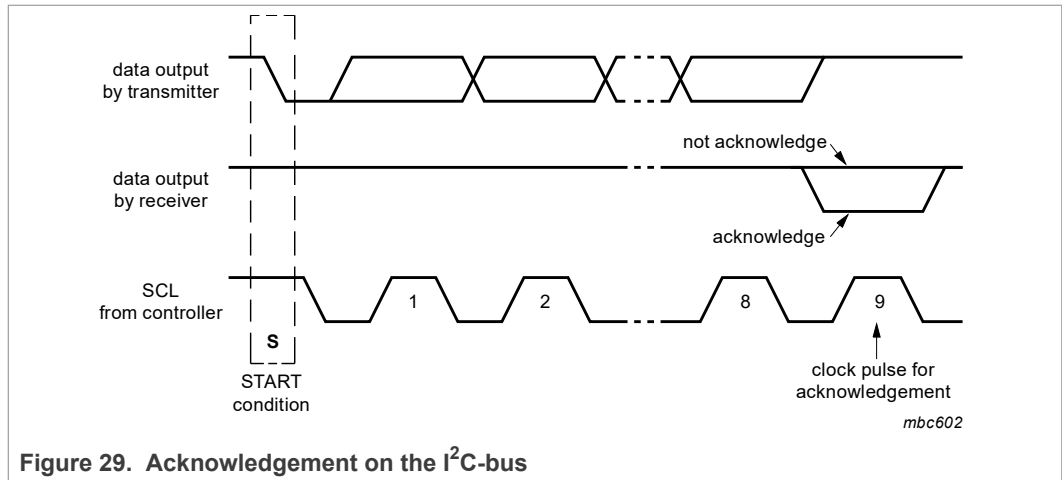 data output
by transmitter
not acknowledge
data output
by receiver
acknowledge
SCL
from controller
1
2
8
9
S
START
condition
clock pulse for
acknowledgement
mbc602
Figure 29. Acknowledgement on the I²C-bus